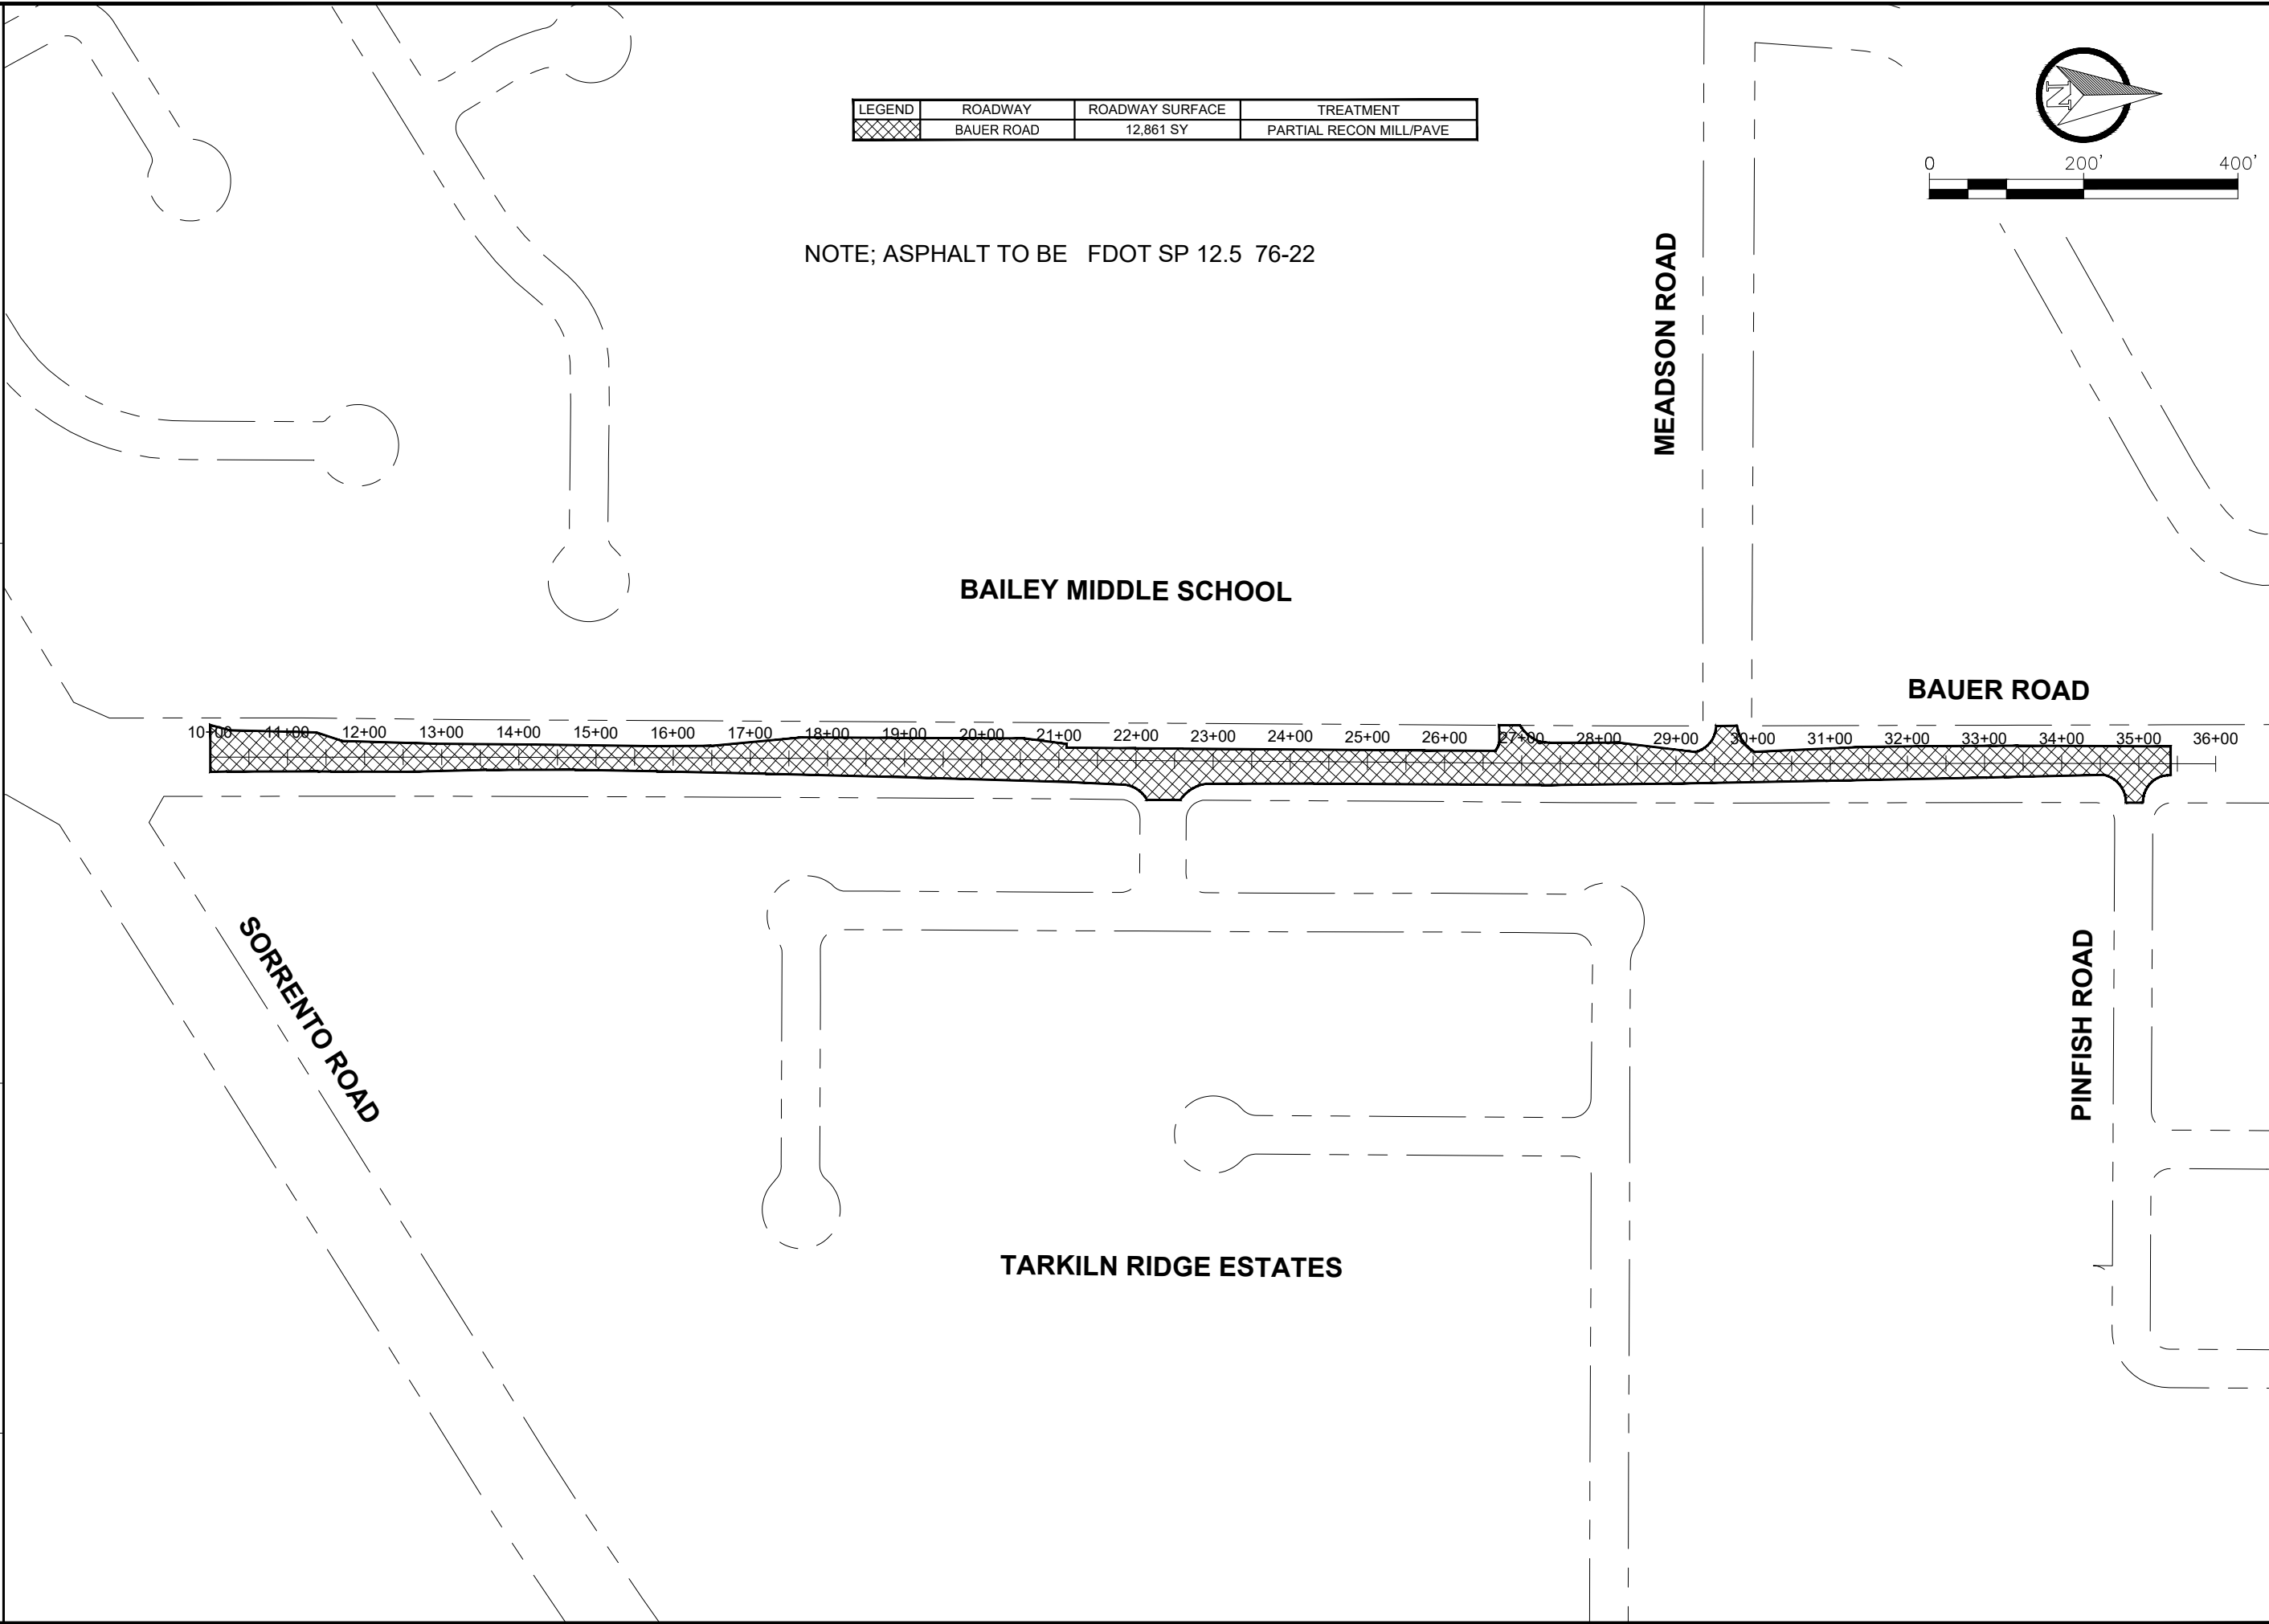 LEGEND ROADWAY ROADWAY SURFACE TREATMENT
BAUER ROAD 12,861 SY PARTIAL RECON MILL/PAVE
N
0 200' 400'
NOTE; ASPHALT TO BE FDOT SP 12.5 76-22
MEADSON ROAD
BAILEY MIDDLE SCHOOL
BAUER ROAD
10+00 11+00 12+00 13+00 14+00 15+00 16+00 17+00 18+00 19+00 20+00 21+00 22+00 23+00 24+00 25+00 26+00 27+00 28+00 29+00 30+00 31+00 32+00 33+00 34+00 35+00 36+00
SORRENTO ROAD
PINFISH ROAD
TARKILN RIDGE ESTATES